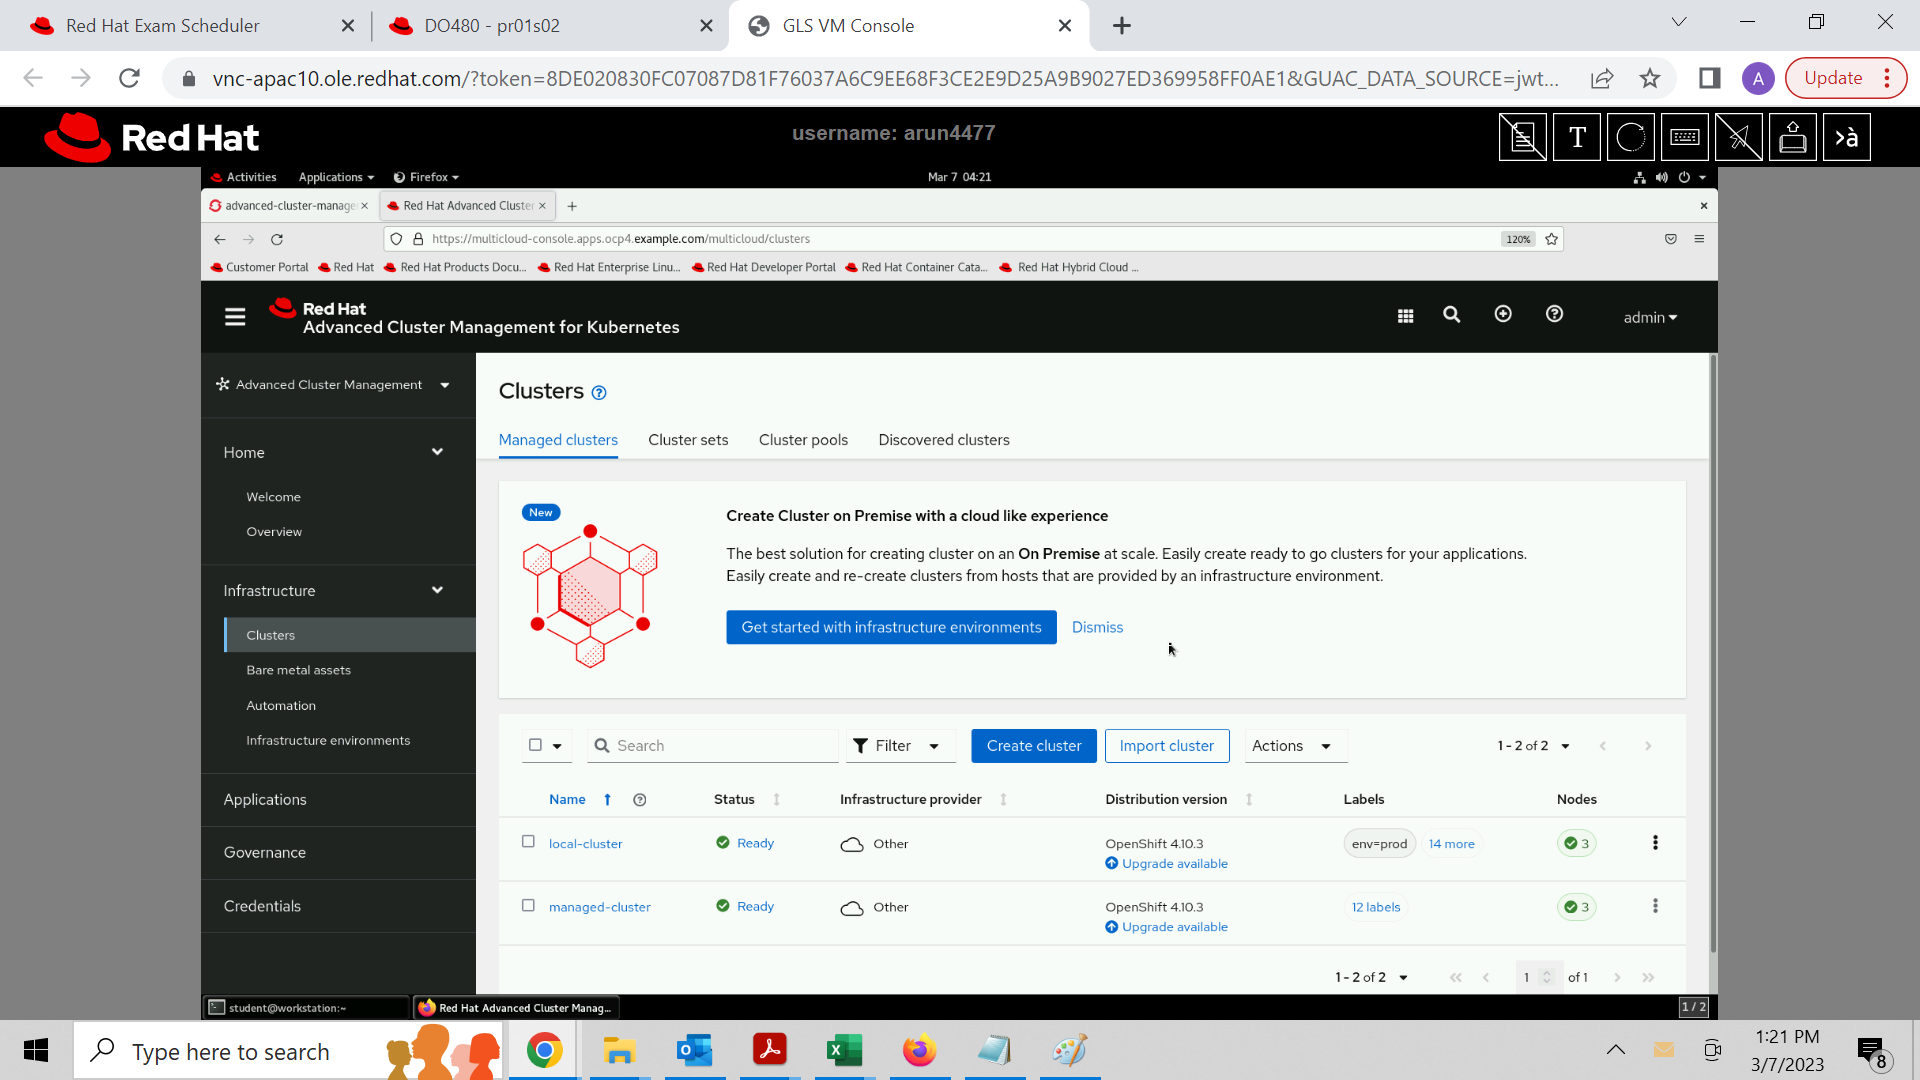 Red Hat Exam Scheduler
DO480 - pr01s02
GLS VM Console
vnc-apac10.ole.redhat.com/?token=8DE020830FC07087D81F76037A6C9EE68F3CE2E9D25A9B9027ED369958FF0AE1&GUAC_DATA_SOURCE=jwt...
A
Update
Red Hat
username: arun4477
T
›à
Activities
Applications
Firefox
Mar 7 04:21
advanced-cluster-manage
Red Hat Advanced Cluster
https://multicloud-console.apps.ocp4.example.com/multicloud/clusters
120%
Customer Portal
Red Hat
Red Hat Products Docu...
Red Hat Enterprise Linu...
Red Hat Developer Portal
Red Hat Container Cata...
Red Hat Hybrid Cloud ...
Red Hat
Advanced Cluster Management for Kubernetes
admin
Advanced Cluster Management
Home
Welcome
Overview
Infrastructure
Clusters
Bare metal assets
Automation
Infrastructure environments
Applications
Governance
Credentials
Clusters
Managed clusters
Cluster sets
Cluster pools
Discovered clusters
New
Create Cluster on Premise with a cloud like experience
The best solution for creating cluster on an On Premise at scale. Easily create ready to go clusters for your applications.
Easily create and re-create clusters from hosts that are provided by an infrastructure environment.
Get started with infrastructure environments
Dismiss
Search
Filter
Create cluster
Import cluster
Actions
1 - 2 of 2
Name
Status
Infrastructure provider
Distribution version
Labels
Nodes
local-cluster
Ready
Other
OpenShift 4.10.3
Upgrade available
env=prod
14 more
3
managed-cluster
Ready
Other
OpenShift 4.10.3
Upgrade available
12 labels
3
1 - 2 of 2
1
of 1
student@workstation:~
Red Hat Advanced Cluster Manag...
1 / 2
Type here to search
1:21 PM
3/7/2023
8